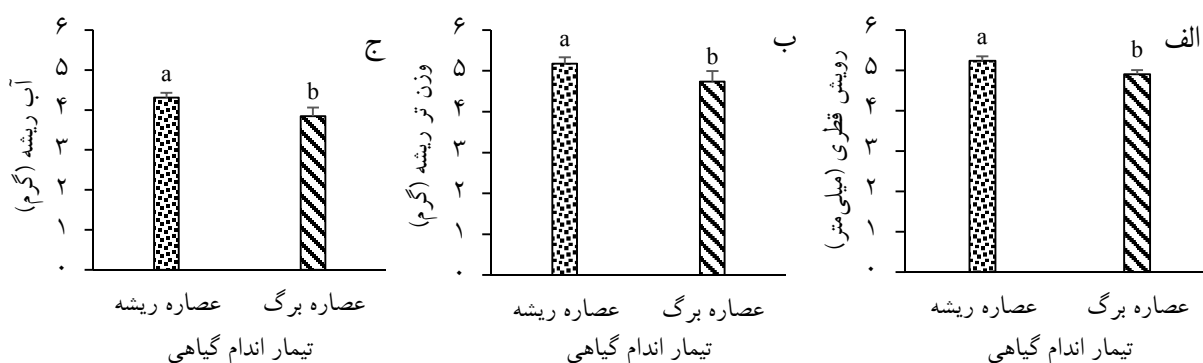 الف
رویش قطری (میلی‌متر)
۶
۵
۴
۳
۲
۱
۰
a
b
عصاره ریشه
عصاره برگ
تیمار اندام گیاهی
ب
وزن تر ریشه (گرم)
۶
۵
۴
۳
۲
۱
۰
a
b
عصاره ریشه
عصاره برگ
تیمار اندام گیاهی
ج
آب ریشه (گرم)
۶
۵
۴
۳
۲
۱
۰
a
b
عصاره ریشه
عصاره برگ
تیمار اندام گیاهی